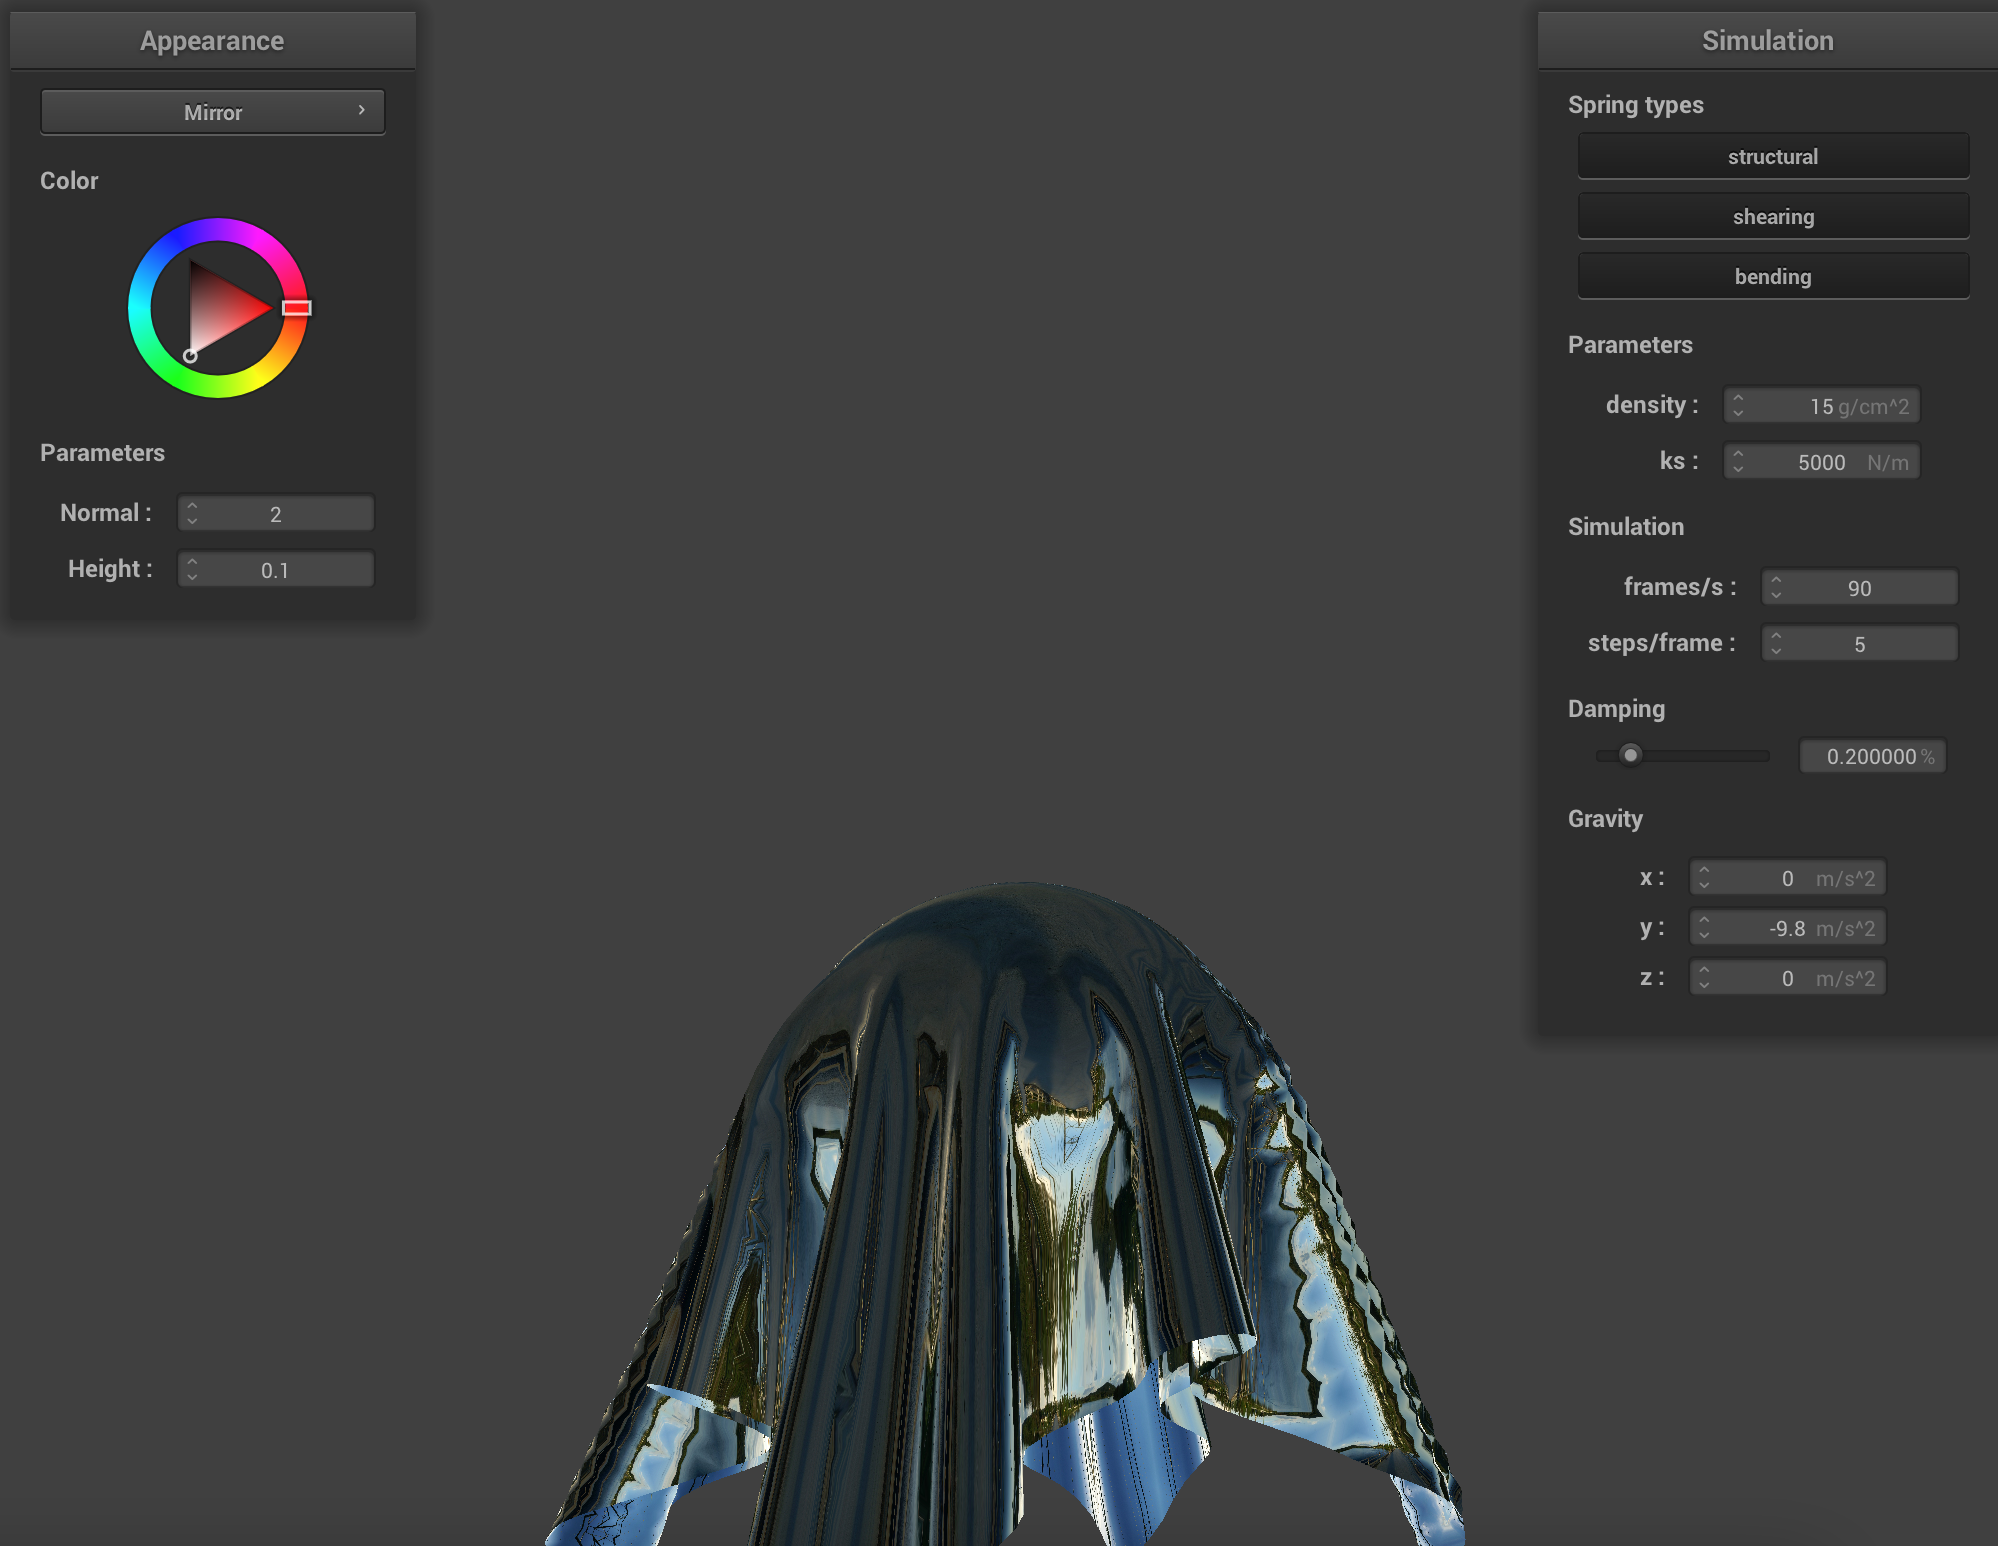 Appearance
Mirror
Color
Parameters
Normal : 2
Height : 0.1
Simulation
Spring types
structural
shearing
bending
Parameters
density : 15 g/cm^2
ks : 5000 N/m
Simulation
frames/s : 90
steps/frame : 5
Damping
0.200000 %
Gravity
x : 0 m/s^2
y : -9.8 m/s^2
z : 0 m/s^2